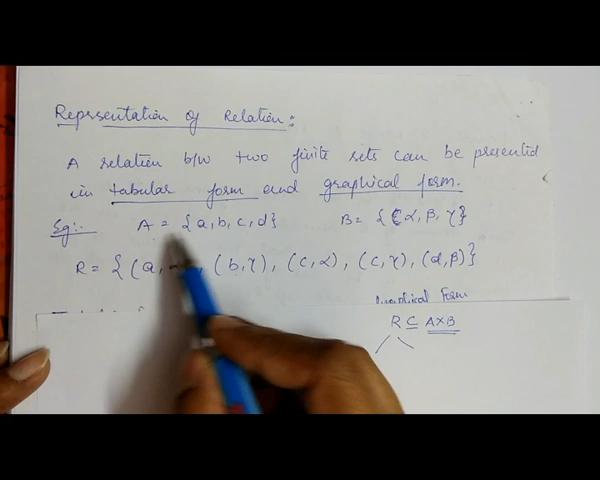 Representation of Relation:
A relation b/w two finite sets can be presented
in tabular form and graphical form.
Eg:- A = {a, b, c, d} B = { α, β, γ}
R = { (a, , (b, γ), (c, α), (c, γ), (d, β)}
Graphical Form
R ⊆ A×B